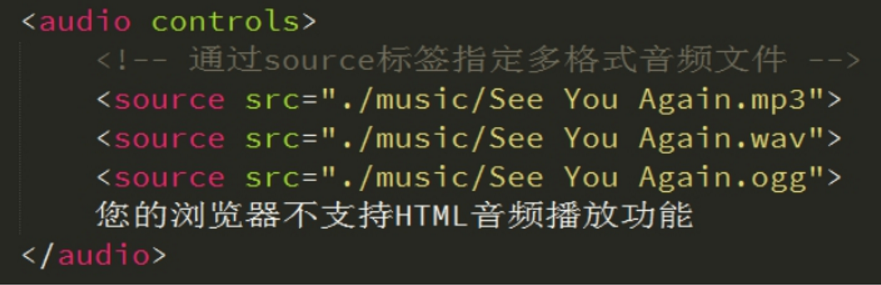 <audio controls>
<!-- 通过source标签指定多格式音频文件 -->
<source src="./music/See You Again.mp3">
<source src="./music/See You Again.wav">
<source src="./music/See You Again.ogg">
您的浏览器不支持HTML音频播放功能
</audio>